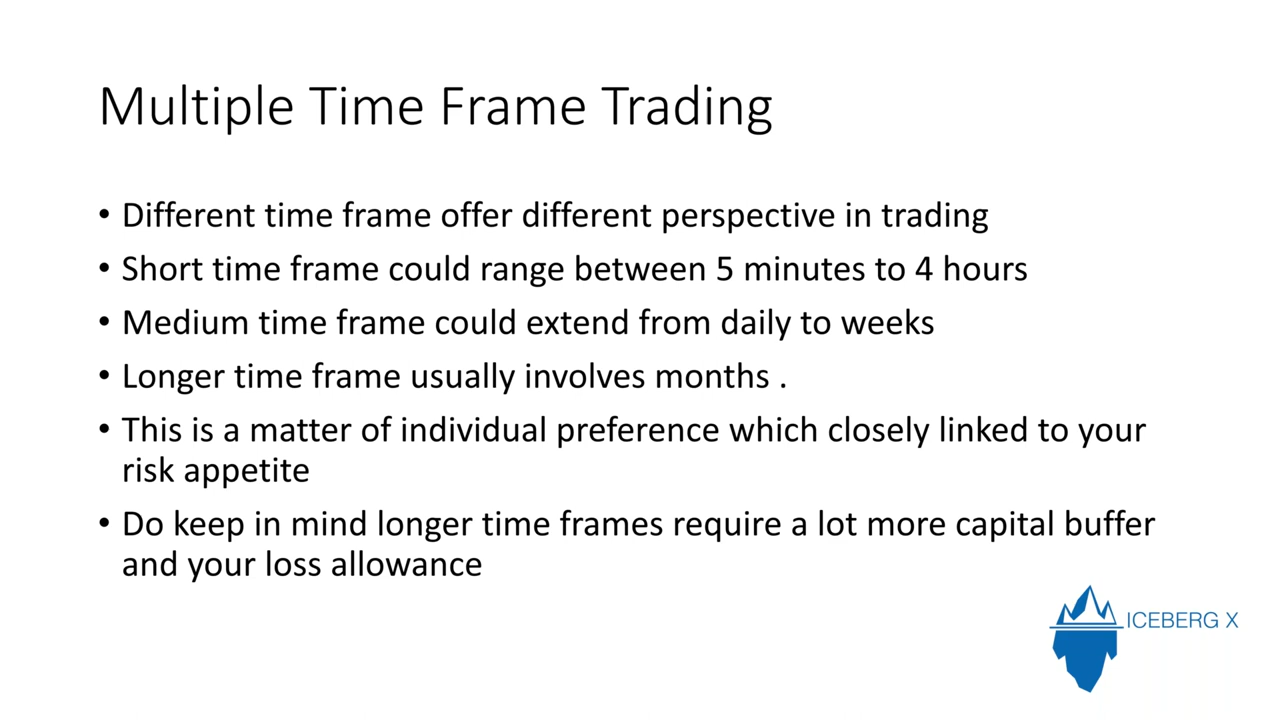 Multiple Time Frame Trading
• Different time frame offer different perspective in trading
• Short time frame could range between 5 minutes to 4 hours
• Medium time frame could extend from daily to weeks
• Longer time frame usually involves months .
• This is a matter of individual preference which closely linked to your
risk appetite
• Do keep in mind longer time frames require a lot more capital buffer
and your loss allowance
ICEBERG X